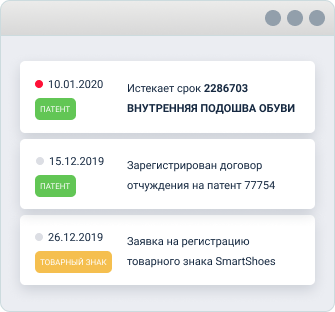 10.01.2020
ПАТЕНТ
Истекает срок 2286703
ВНУТРЕННЯЯ ПОДОШВА ОБУВИ
15.12.2019
ПАТЕНТ
Зарегистрирован договор
отчуждения на патент 77754
26.12.2019
ТОВАРНЫЙ ЗНАК
Заявка на регистрацию
товарного знака SmartShoes